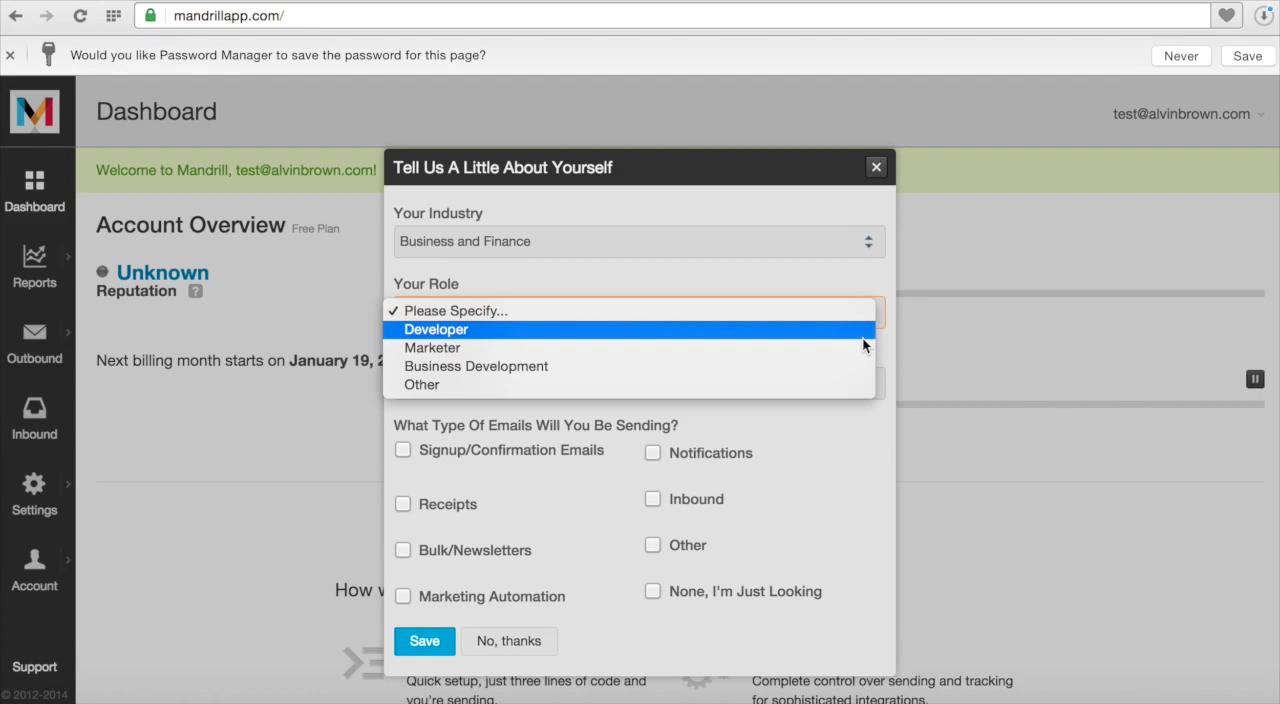 mandrillapp.com/
Would you like Password Manager to save the password for this page?
Never
Save
Dashboard
test@alvinbrown.com
Welcome to Mandrill, test@alvinbrown.com!
Dashboard
Reports
Outbound
Inbound
Settings
Account
Support
© 2012-2014
Account Overview Free Plan
Unknown
Reputation ?
Next billing month starts on January 19, 2
Tell Us A Little About Yourself
Your Industry
Business and Finance
Your Role
✓ Please Specify...
Developer
Marketer
Business Development
Other
What Type Of Emails Will You Be Sending?
Signup/Confirmation Emails
Notifications
Receipts
Inbound
Bulk/Newsletters
Other
Marketing Automation
None, I'm Just Looking
Save
No, thanks
How
Quick setup, just three lines of code and
you're sending.
Complete control over sending and tracking
for sophisticated integrations.